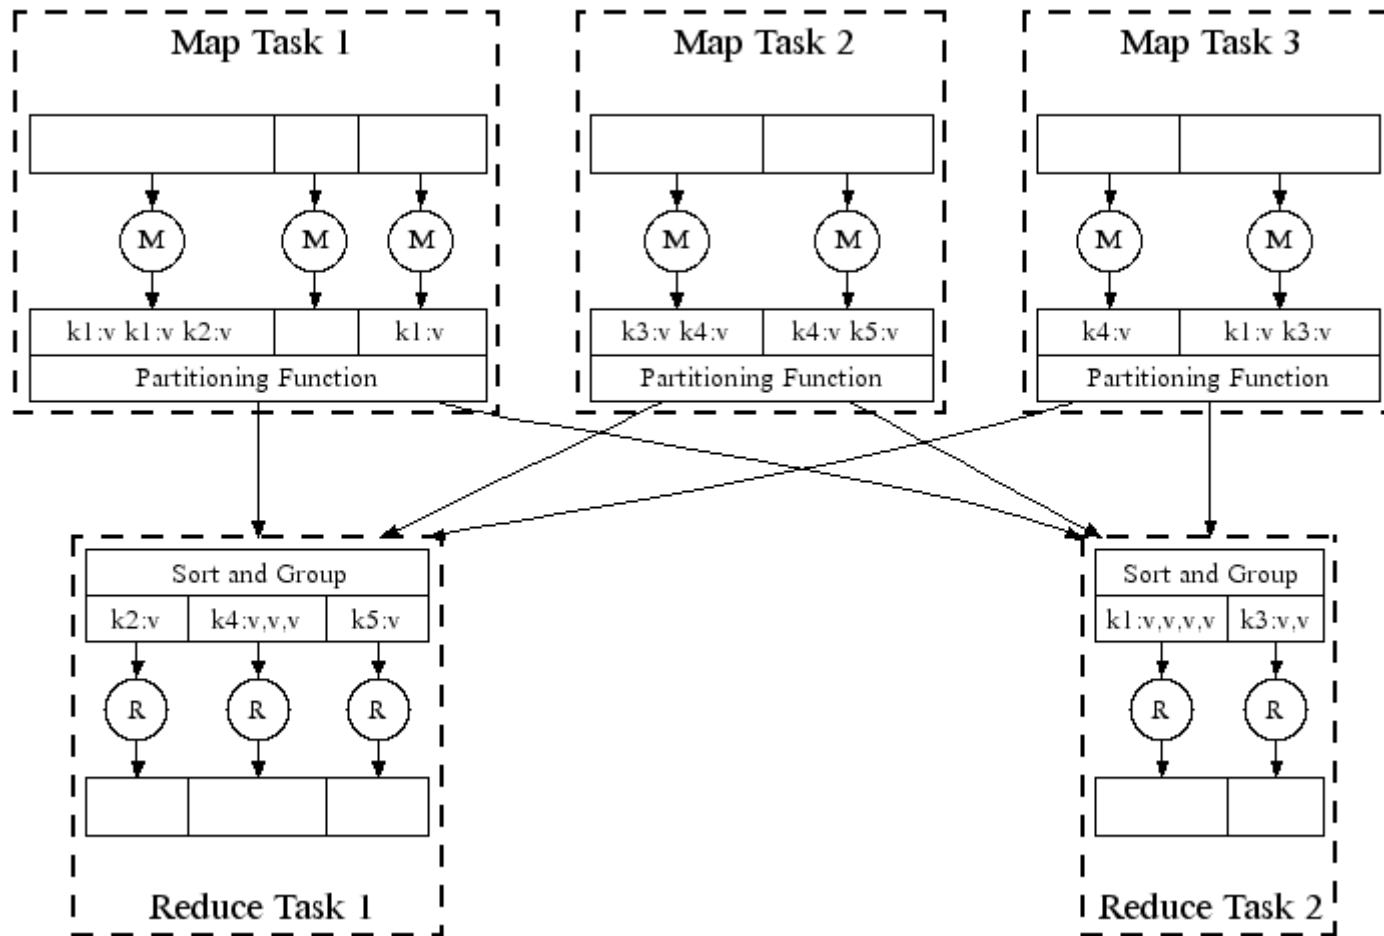 Map Task 1 Map Task 2 Map Task 3
M M M M M M M
k1:v k1:v k2:v k1:v k3:v k4:v k4:v k5:v k4:v k1:v k3:v
Partitioning Function Partitioning Function Partitioning Function
Sort and Group Sort and Group
k2:v k4:v,v,v k5:v k1:v,v,v,v k3:v,v
R R R R R
Reduce Task 1 Reduce Task 2